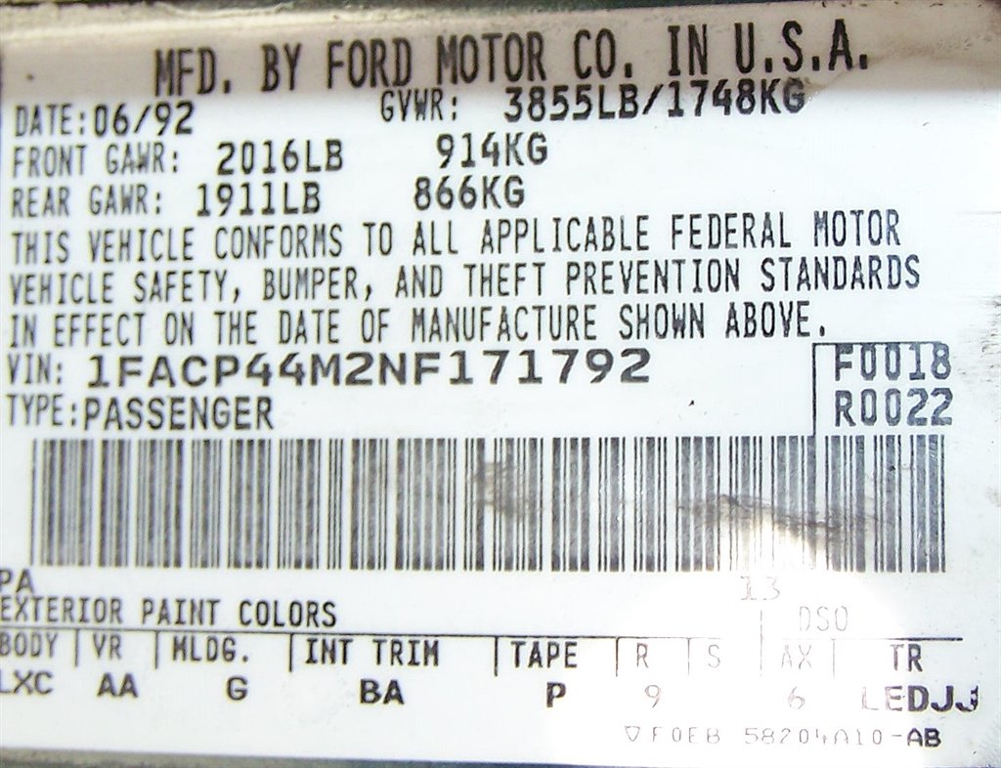 MFD. BY FORD MOTOR CO. IN U.S.A.
DATE:06/92 GVWR: 3855LB/1748KG
FRONT GAWR: 2016LB 914KG
REAR GAWR: 1911LB 866KG
THIS VEHICLE CONFORMS TO ALL APPLICABLE FEDERAL MOTOR
VEHICLE SAFETY, BUMPER, AND THEFT PREVENTION STANDARDS
IN EFFECT ON THE DATE OF MANUFACTURE SHOWN ABOVE.
VIN: 1FACP44M2NF171792 F0018
TYPE:PASSENGER R0022
PA 13
EXTERIOR PAINT COLORS DSO
BODY VR MLDG. INT TRIM TAPE R S AX TR
LXC AA G BA P 9 6 LEDJJ
▽ F0EB 58204A10-AB